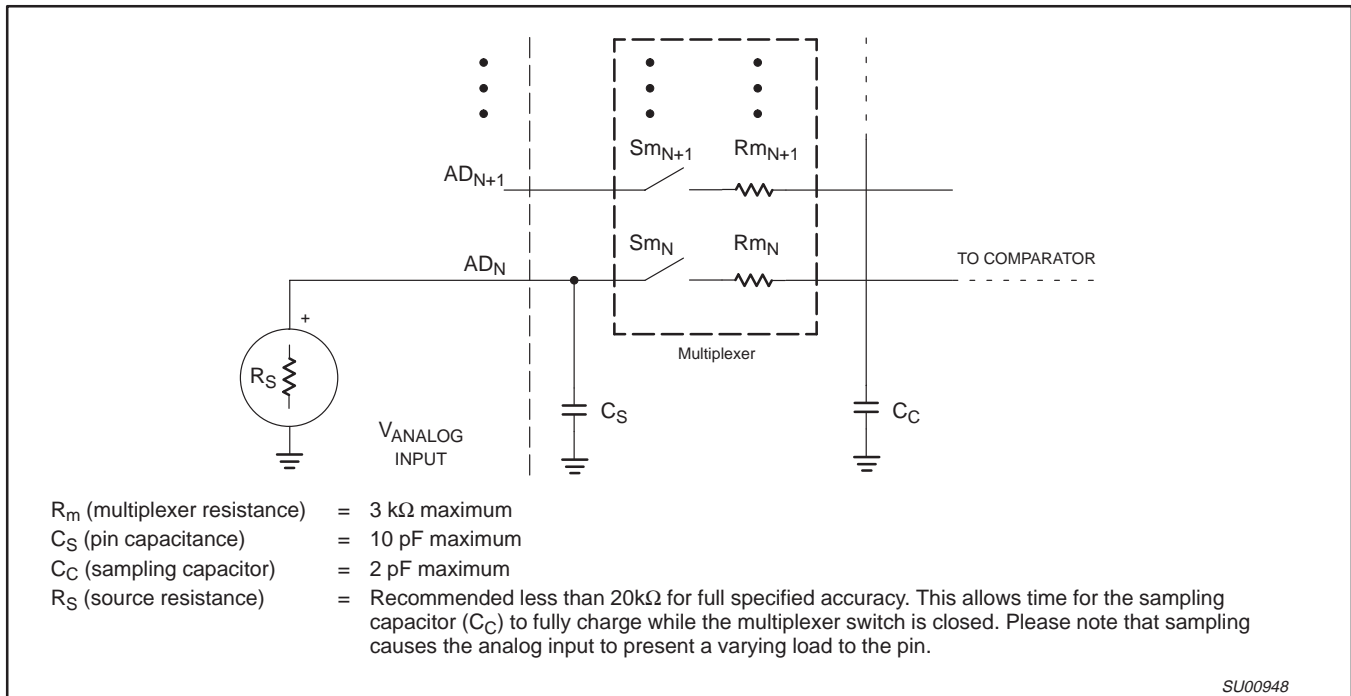 Sm_N+1 Rm_N+1
AD_N+1
Sm_N Rm_N
AD_N
TO COMPARATOR
+
Multiplexer
R_S
C_S
C_C
V_ANALOG
INPUT
R_m (multiplexer resistance) = 3 kΩ maximum
C_S (pin capacitance) = 10 pF maximum
C_C (sampling capacitor) = 2 pF maximum
R_S (source resistance) = Recommended less than 20kΩ for full specified accuracy. This allows time for the sampling
capacitor (C_C) to fully charge while the multiplexer switch is closed. Please note that sampling
causes the analog input to present a varying load to the pin.
SU00948